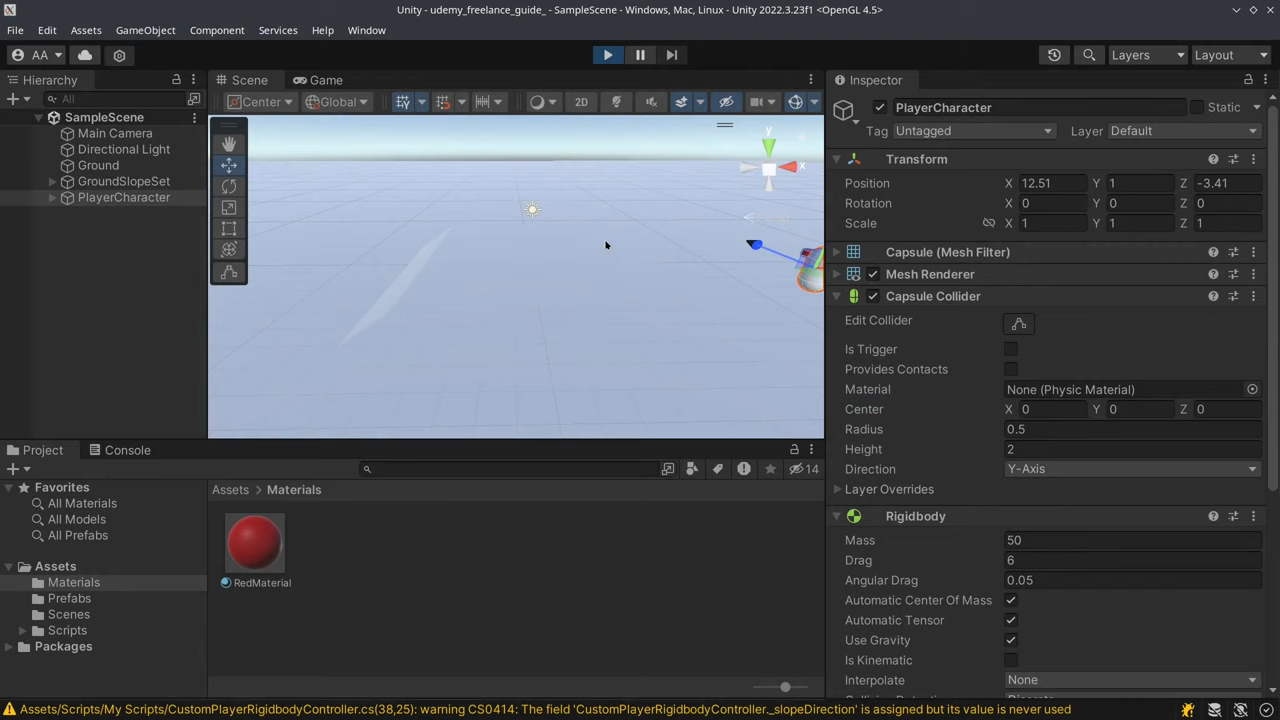 Unity - udemy_freelance_guide_ - SampleScene - Windows, Mac, Linux - Unity 2022.3.23f1 <OpenGL 4.5>
File Edit Assets GameObject Component Services Help Window
AA Layers Layout
Hierarchy
All
SampleScene
Main Camera
Directional Light
Ground
GroundSlopeSet
PlayerCharacter
Scene Game
Center Global 2D
y
x
Inspector
PlayerCharacter Static
Tag Untagged Layer Default
Transform
Position X 12.51 Y 1 Z -3.41
Rotation X 0 Y 0 Z 0
Scale X 1 Y 1 Z 1
Capsule (Mesh Filter)
Mesh Renderer
Capsule Collider
Edit Collider
Is Trigger
Provides Contacts
Material None (Physic Material)
Center X 0 Y 0 Z 0
Radius 0.5
Height 2
Direction Y-Axis
Layer Overrides
Rigidbody
Mass 50
Drag 6
Angular Drag 0.05
Automatic Center Of Mass
Automatic Tensor
Use Gravity
Is Kinematic
Interpolate None
Project Console
14
Favorites
All Materials
All Models
All Prefabs
Assets
Materials
Prefabs
Scenes
Scripts
Packages
Assets > Materials
RedMaterial
Assets/Scripts/My Scripts/CustomPlayerRigidbodyController.cs(38,25): warning CS0414: The field 'CustomPlayerRigidbodyController._slopeDirection' is assigned but its value is never used